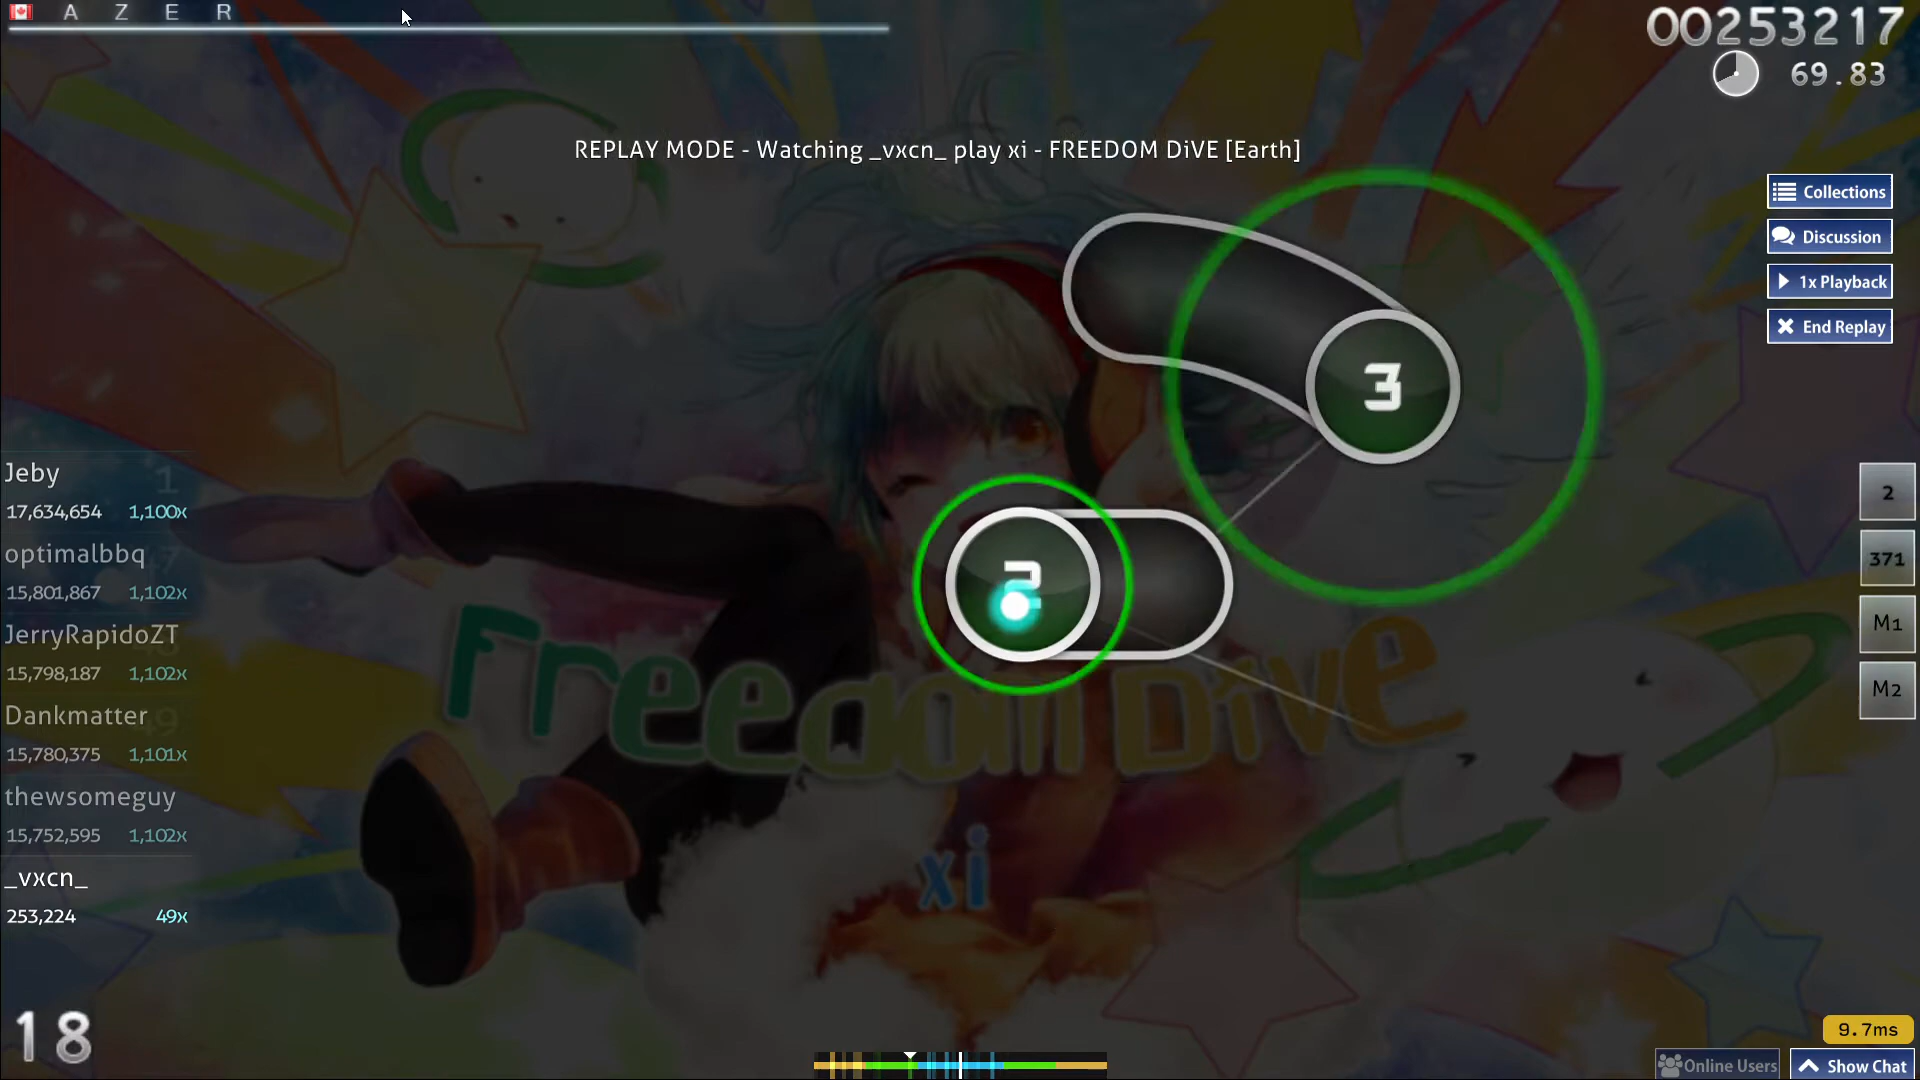 A Z E R
00253217
69.83
REPLAY MODE - Watching _vxcn_ play xi - FREEDOM DiVE [Earth]
Collections
Discussion
1x Playback
End Replay
3
2
Jeby
1
17,634,654 1,100x
optimalbbq
15,801,867 1,102x
JerryRapidoZT
15,798,187 1,102x
Dankmatter
49
15,780,375 1,101x
thewsomeguy
15,752,595 1,102x
_vxcn_
253,224 49x
2
371
M1
M2
Freedom Dive
xi
18
9.7ms
Online Users
Show Chat